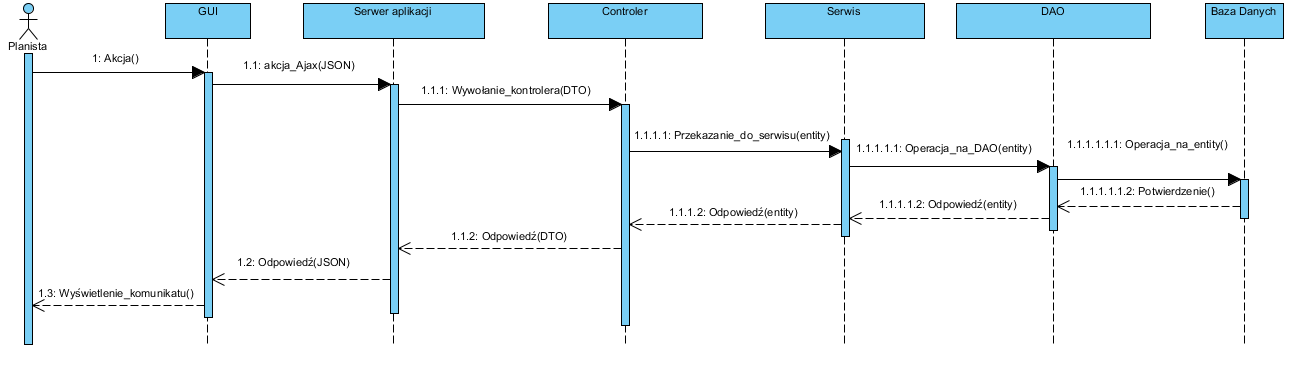 GUI
Serwer aplikacji
Controler
Serwis
DAO
Baza Danych
Planista
1: Akcja()
1.1: akcja_Ajax(JSON)
1.1.1: Wywołanie_kontrolera(DTO)
1.1.1.1: Przekazanie_do_serwisu(entity)
1.1.1.1.1: Operacja_na_DAO(entity)
1.1.1.1.1.1: Operacja_na_entity()
1.1.1.1.1.2: Potwierdzenie()
1.1.1.1.2: Odpowiedź(entity)
1.1.1.2: Odpowiedź(entity)
1.1.2: Odpowiedź(DTO)
1.2: Odpowiedź(JSON)
1.3: Wyświetlenie_komunikatu()